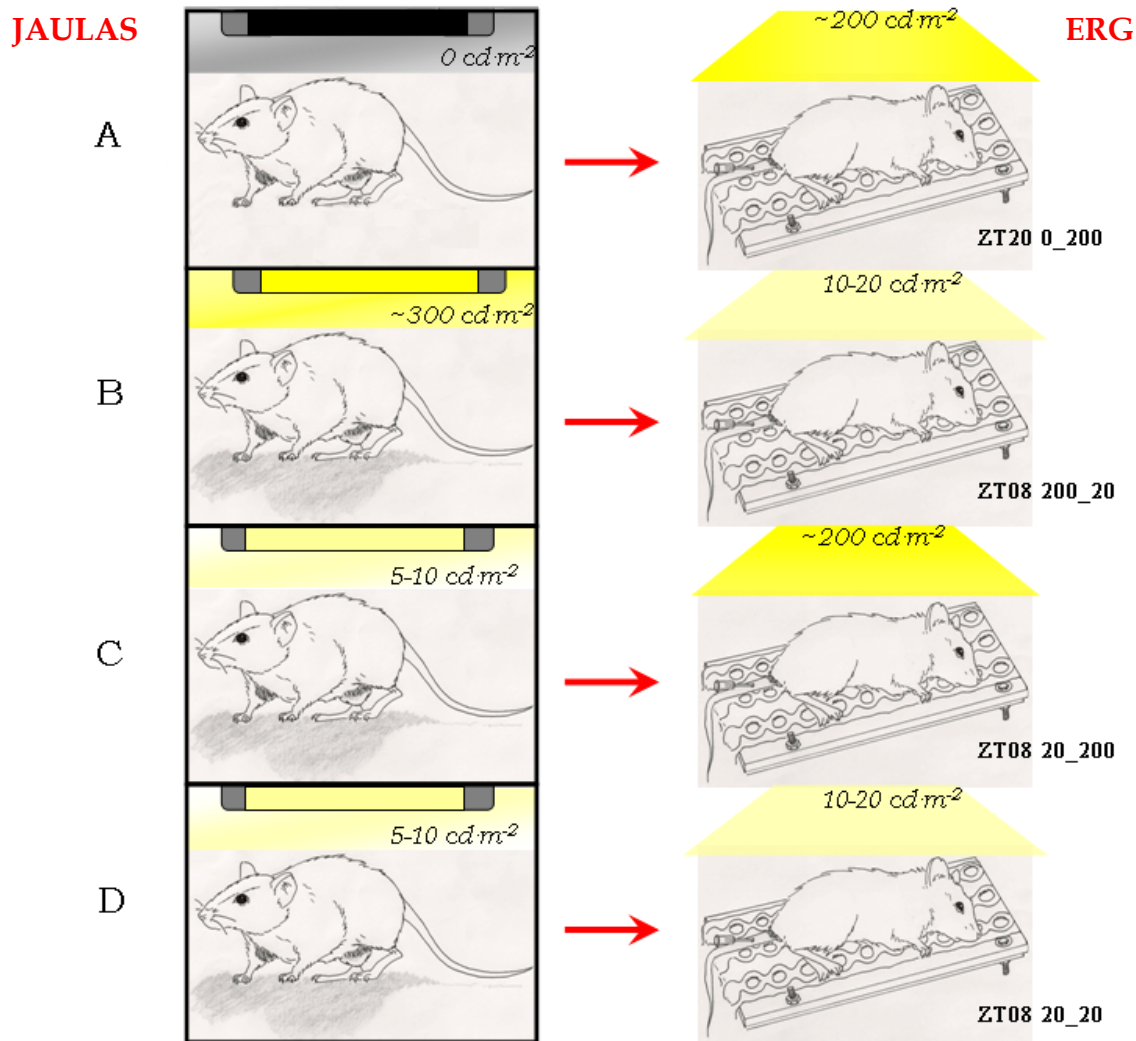 JAULAS
ERG
0 cd·m-2
~200 cd·m-2
A
ZT20 0_200
~300 cd·m-2
10-20 cd·m-2
B
ZT08 200_20
5-10 cd·m-2
~200 cd·m-2
C
ZT08 20_200
5-10 cd·m-2
10-20 cd·m-2
D
ZT08 20_20